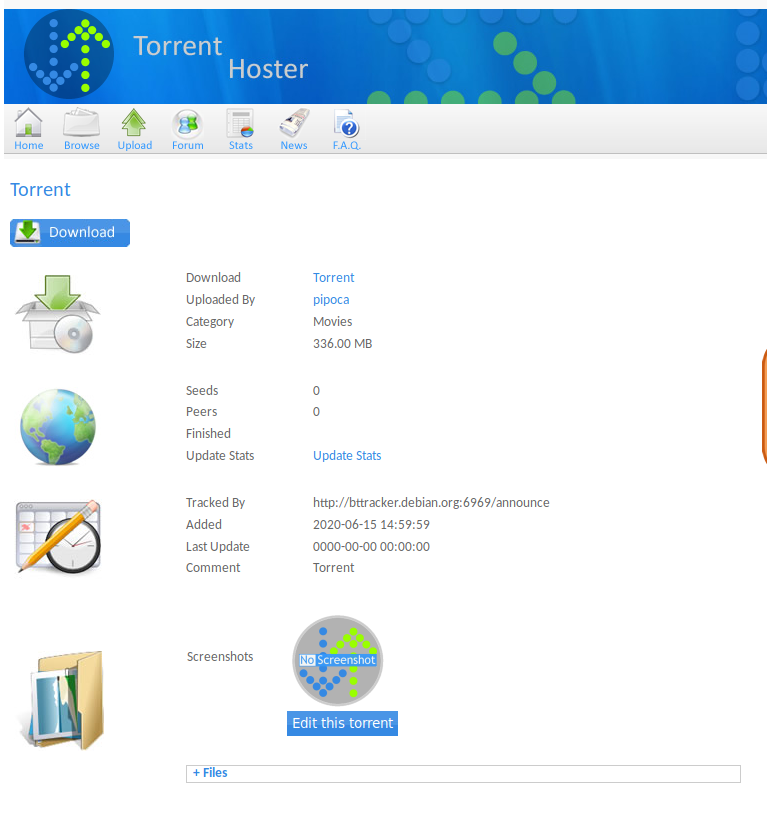 Torrent
Hoster
Home Browse Upload Forum Stats News F.A.Q.
Torrent
Download
Download Torrent
Uploaded By pipoca
Category Movies
Size 336.00 MB
Seeds 0
Peers 0
Finished
Update Stats Update Stats
Tracked By http://bttracker.debian.org:6969/announce
Added 2020-06-15 14:59:59
Last Update 0000-00-00 00:00:00
Comment Torrent
Screenshots
No Screenshot
Edit this torrent
+ Files